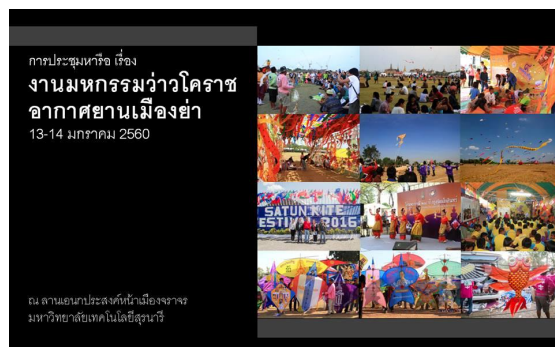 การประชุมหารือ เรื่อง
งานมหกรรมว่าวโคราช
อากาศยานเมืองย่า
13-14 มกราคม 2560
SATUN KITE
FESTIVAL 2016
ณ ลานเอนกประสงค์หน้าเมืองจราจร
มหาวิทยาลัยเทคโนโลยีสุรนารี